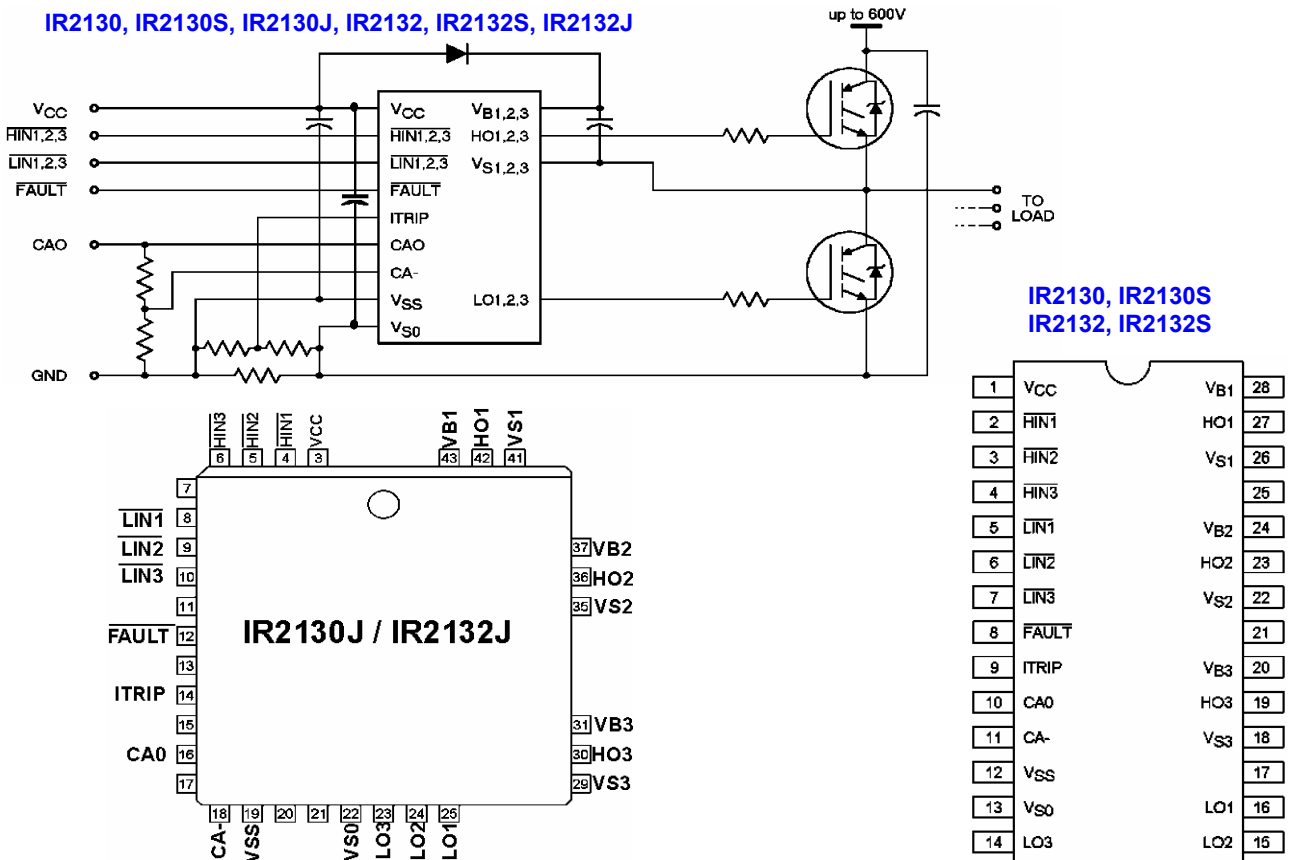 IR2130, IR2130S, IR2130J, IR2132, IR2132S, IR2132J
up to 600V
VCC
HIN1,2,3
LIN1,2,3
FAULT
CAO
GND
VCC
HIN1,2,3
LIN1,2,3
FAULT
ITRIP
CAO
CA-
VSS
VS0
VB1,2,3
HO1,2,3
VS1,2,3
LO1,2,3
TO
LOAD
IR2130, IR2130S
IR2132, IR2132S
HIN3 HIN2 HIN1 VCC VB1 HO1 VS1
6 5 4 3 43 42 41
7
LIN1 8
LIN2 9
LIN3 10
11
FAULT 12
13
ITRIP 14
15
CA0 16
17
IR2130J / IR2132J
37 VB2
36 HO2
35 VS2
31 VB3
30 HO3
29 VS3
18 19 20 21 22 23 24 25
CA- VSS VS0 LO3 LO2 LO1
1 VCC VB1 28
2 HIN1 HO1 27
3 HIN2 VS1 26
4 HIN3 25
5 LIN1 VB2 24
6 LIN2 HO2 23
7 LIN3 VS2 22
8 FAULT 21
9 ITRIP VB3 20
10 CAO HO3 19
11 CA- VS3 18
12 VSS 17
13 VS0 LO1 16
14 LO3 LO2 15